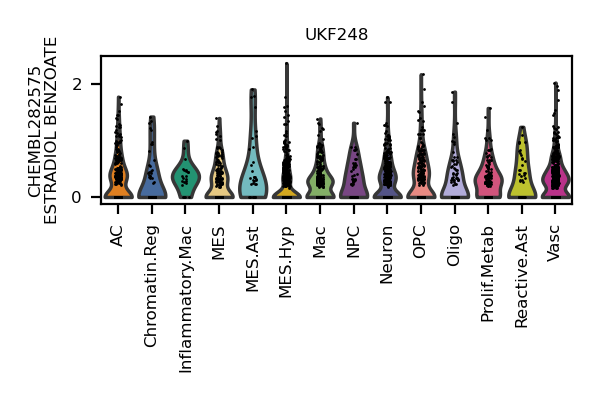 UKF248
CHEMBL282575
ESTRADIOL BENZOATE
2
0
AC
Chromatin.Reg
Inflammatory.Mac
MES
MES.Ast
MES.Hyp
Mac
NPC
Neuron
OPC
Oligo
Prolif.Metab
Reactive.Ast
Vasc